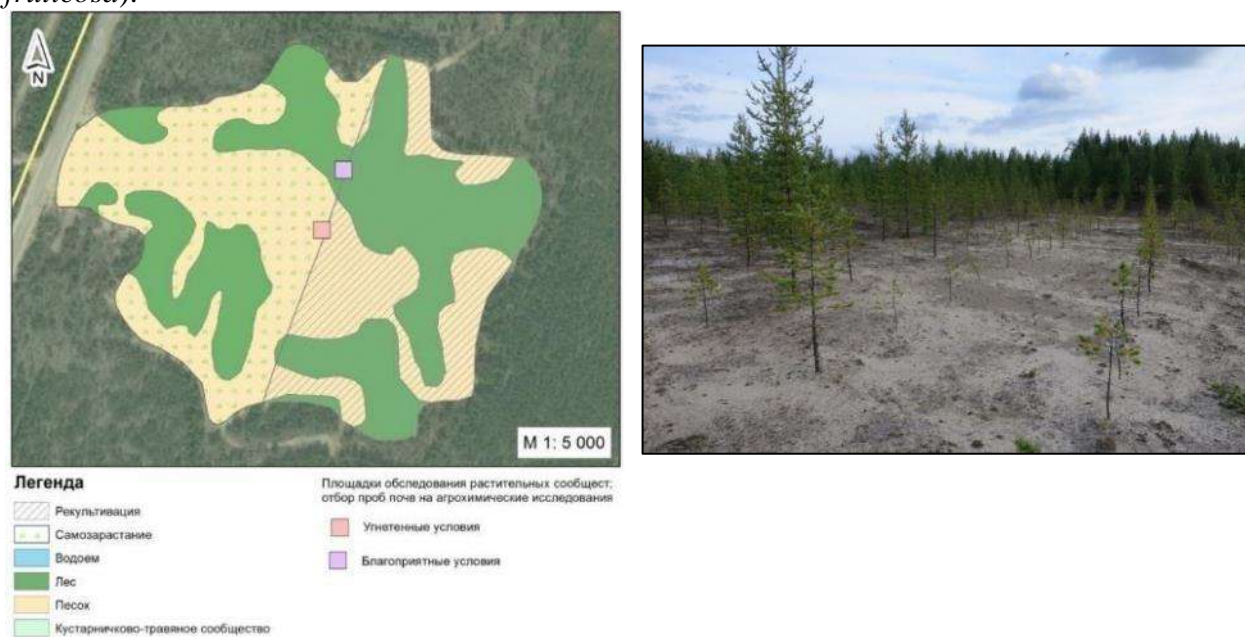 fruticosa).
N
М 1: 5 000
Легенда
Рекультивация
Самозарастание
Водоем
Лес
Песок
Кустарничково-травяное сообщество
Площадки обследования растительных сообщест;
отбор проб почв на агрохимические исследования
Угнетенные условия
Благоприятные условия